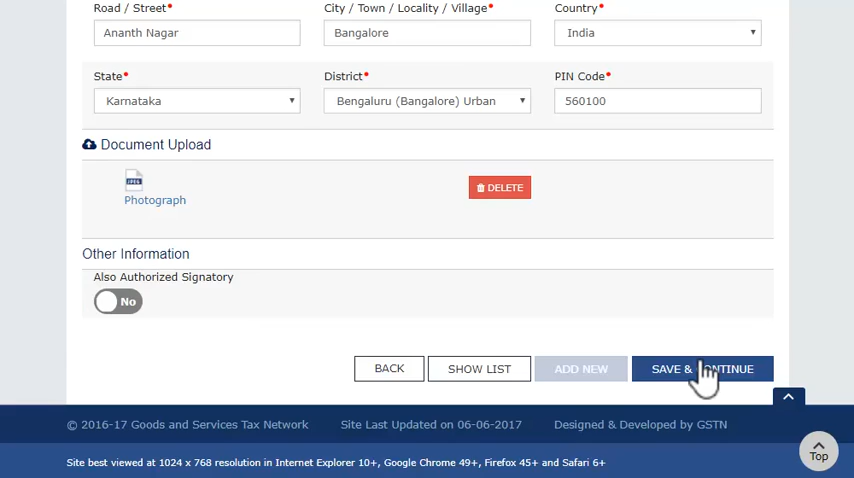 Road / Street• City / Town / Locality / Village• Country•
Ananth Nagar Bangalore India
State• District• PIN Code•
Karnataka Bengaluru (Bangalore) Urban 560100
Document Upload
JPEG
Photograph DELETE
Other Information
Also Authorized Signatory
No
BACK SHOW LIST ADD NEW SAVE & CONTINUE
© 2016-17 Goods and Services Tax Network Site Last Updated on 06-06-2017 Designed & Developed by GSTN
Top
Site best viewed at 1024 x 768 resolution in Internet Explorer 10+, Google Chrome 49+, Firefox 45+ and Safari 6+